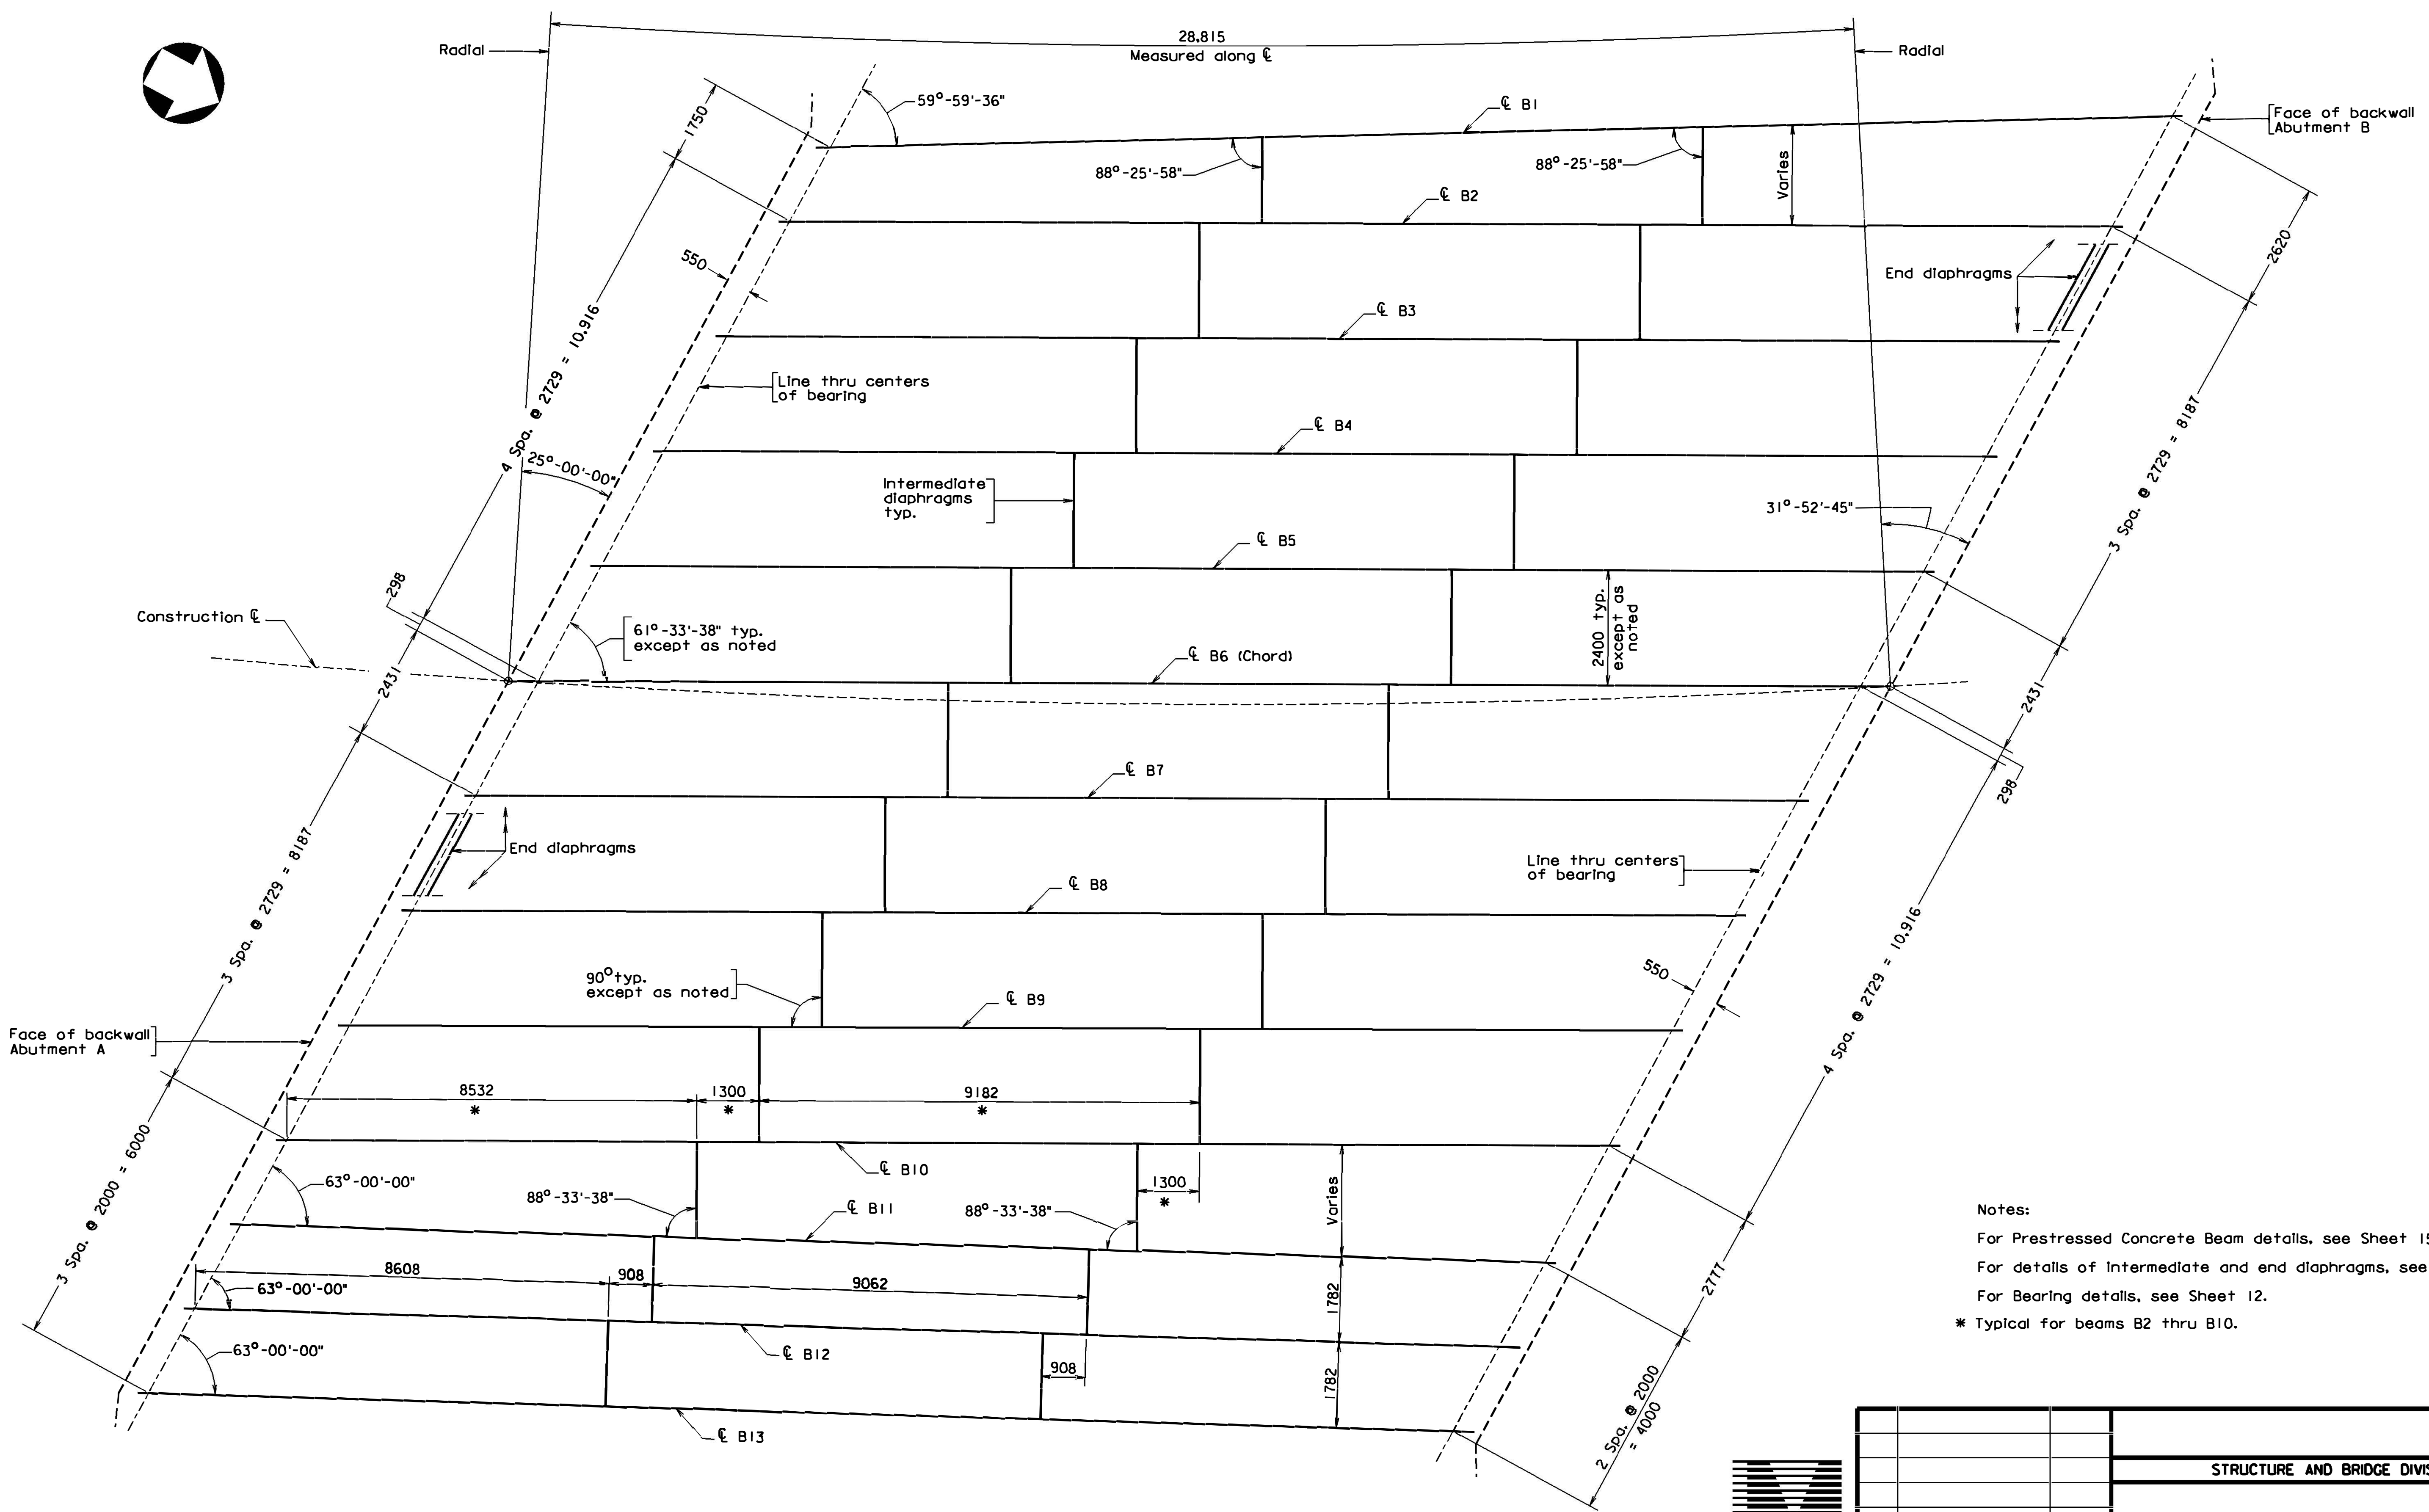 28.815
Measured along ℄
Radial
Radial
59°-59'-36"
℄ B1
Face of backwall
Abutment B
1750
88°-25'-58"
88°-25'-58"
Varies
℄ B2
550
2620
End diaphragms
℄ B3
4 Spa. @ 2729 = 10.916
Line thru centers
of bearing
℄ B4
3 Spa. @ 2729 = 8187
25°-00'-00"
Intermediate
diaphragms
typ.
31°-52'-45"
℄ B5
298
Construction ℄
61°-33'-38" typ.
except as noted
2400 typ.
except as
noted
℄ B6 (Chord)
2431
2431
℄ B7
298
End diaphragms
Line thru centers
of bearing
3 Spa. @ 2729 = 8187
℄ B8
4 Spa. @ 2729 = 10.916
550
90° typ.
except as noted
℄ B9
Face of backwall
Abutment A
8532
*
1300
*
9182
*
3 Spa. @ 2000 = 6000
℄ B10
63°-00'-00"
88°-33'-38"
℄ B11
88°-33'-38"
1300
*
Varies
2777
8608
908
9062
63°-00'-00"
1782
63°-00'-00"
℄ B12
908
1782
2 Spa. @ 2000
= 4000
℄ B13
Notes:
For Prestressed Concrete Beam details, see Sheet
For details of intermediate and end diaphragms, see
For Bearing details, see Sheet 12.
* Typical for beams B2 thru B10.
STRUCTURE AND BRIDGE